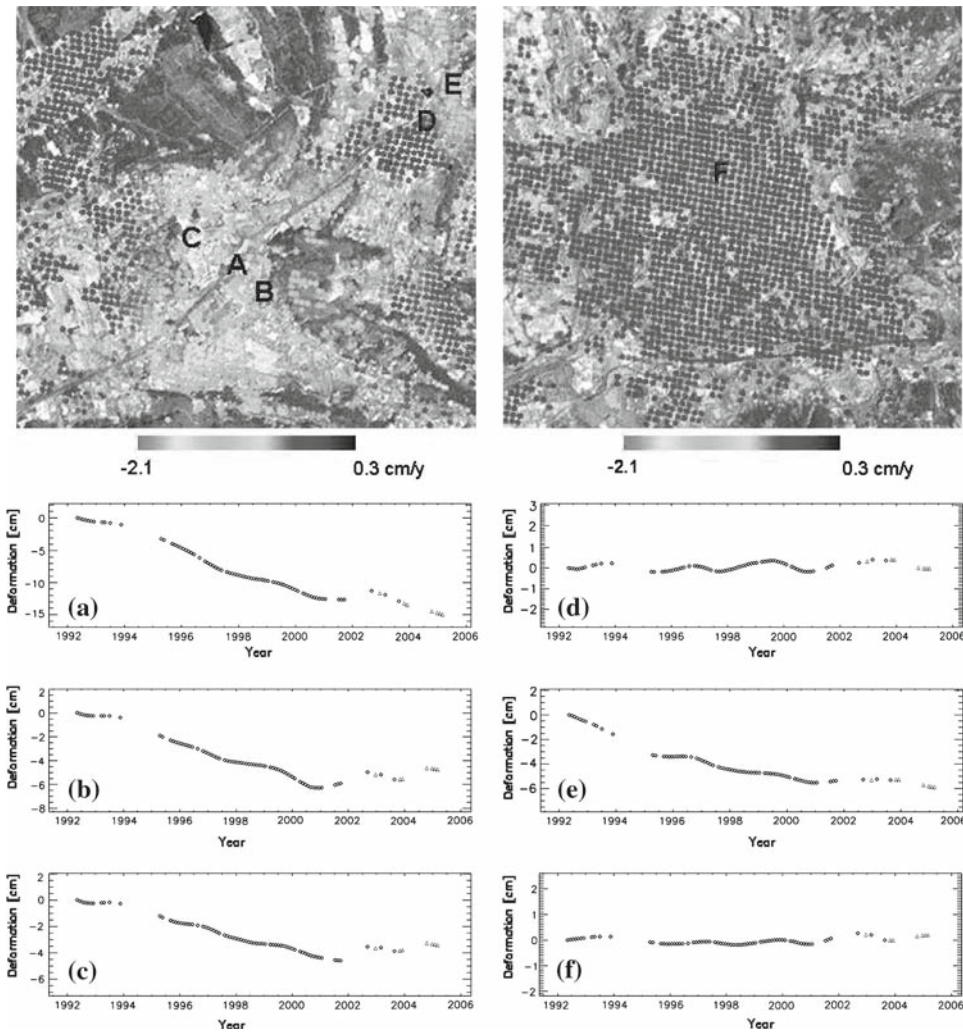 E
D
F
C
A
B
-2.1 0.3 cm/y
-2.1 0.3 cm/y
Deformation [cm]
0
-5
-10
-15
(a)
1992 1994 1996 1998 2000 2002 2004 2006
Year
Deformation [cm]
3
2
1
0
-1
-2
(d)
1992 1994 1996 1998 2000 2002 2004 2006
Year
Deformation [cm]
2
0
-2
-4
-6
-8
(b)
1992 1994 1996 1998 2000 2002 2004 2006
Year
Deformation [cm]
2
0
-2
-4
-6
(e)
1992 1994 1996 1998 2000 2002 2004 2006
Year
Deformation [cm]
2
0
-2
-4
-6
(c)
1992 1994 1996 1998 2000 2002 2004 2006
Year
Deformation [cm]
2
1
0
-1
-2
(f)
1992 1994 1996 1998 2000 2002 2004 2006
Year